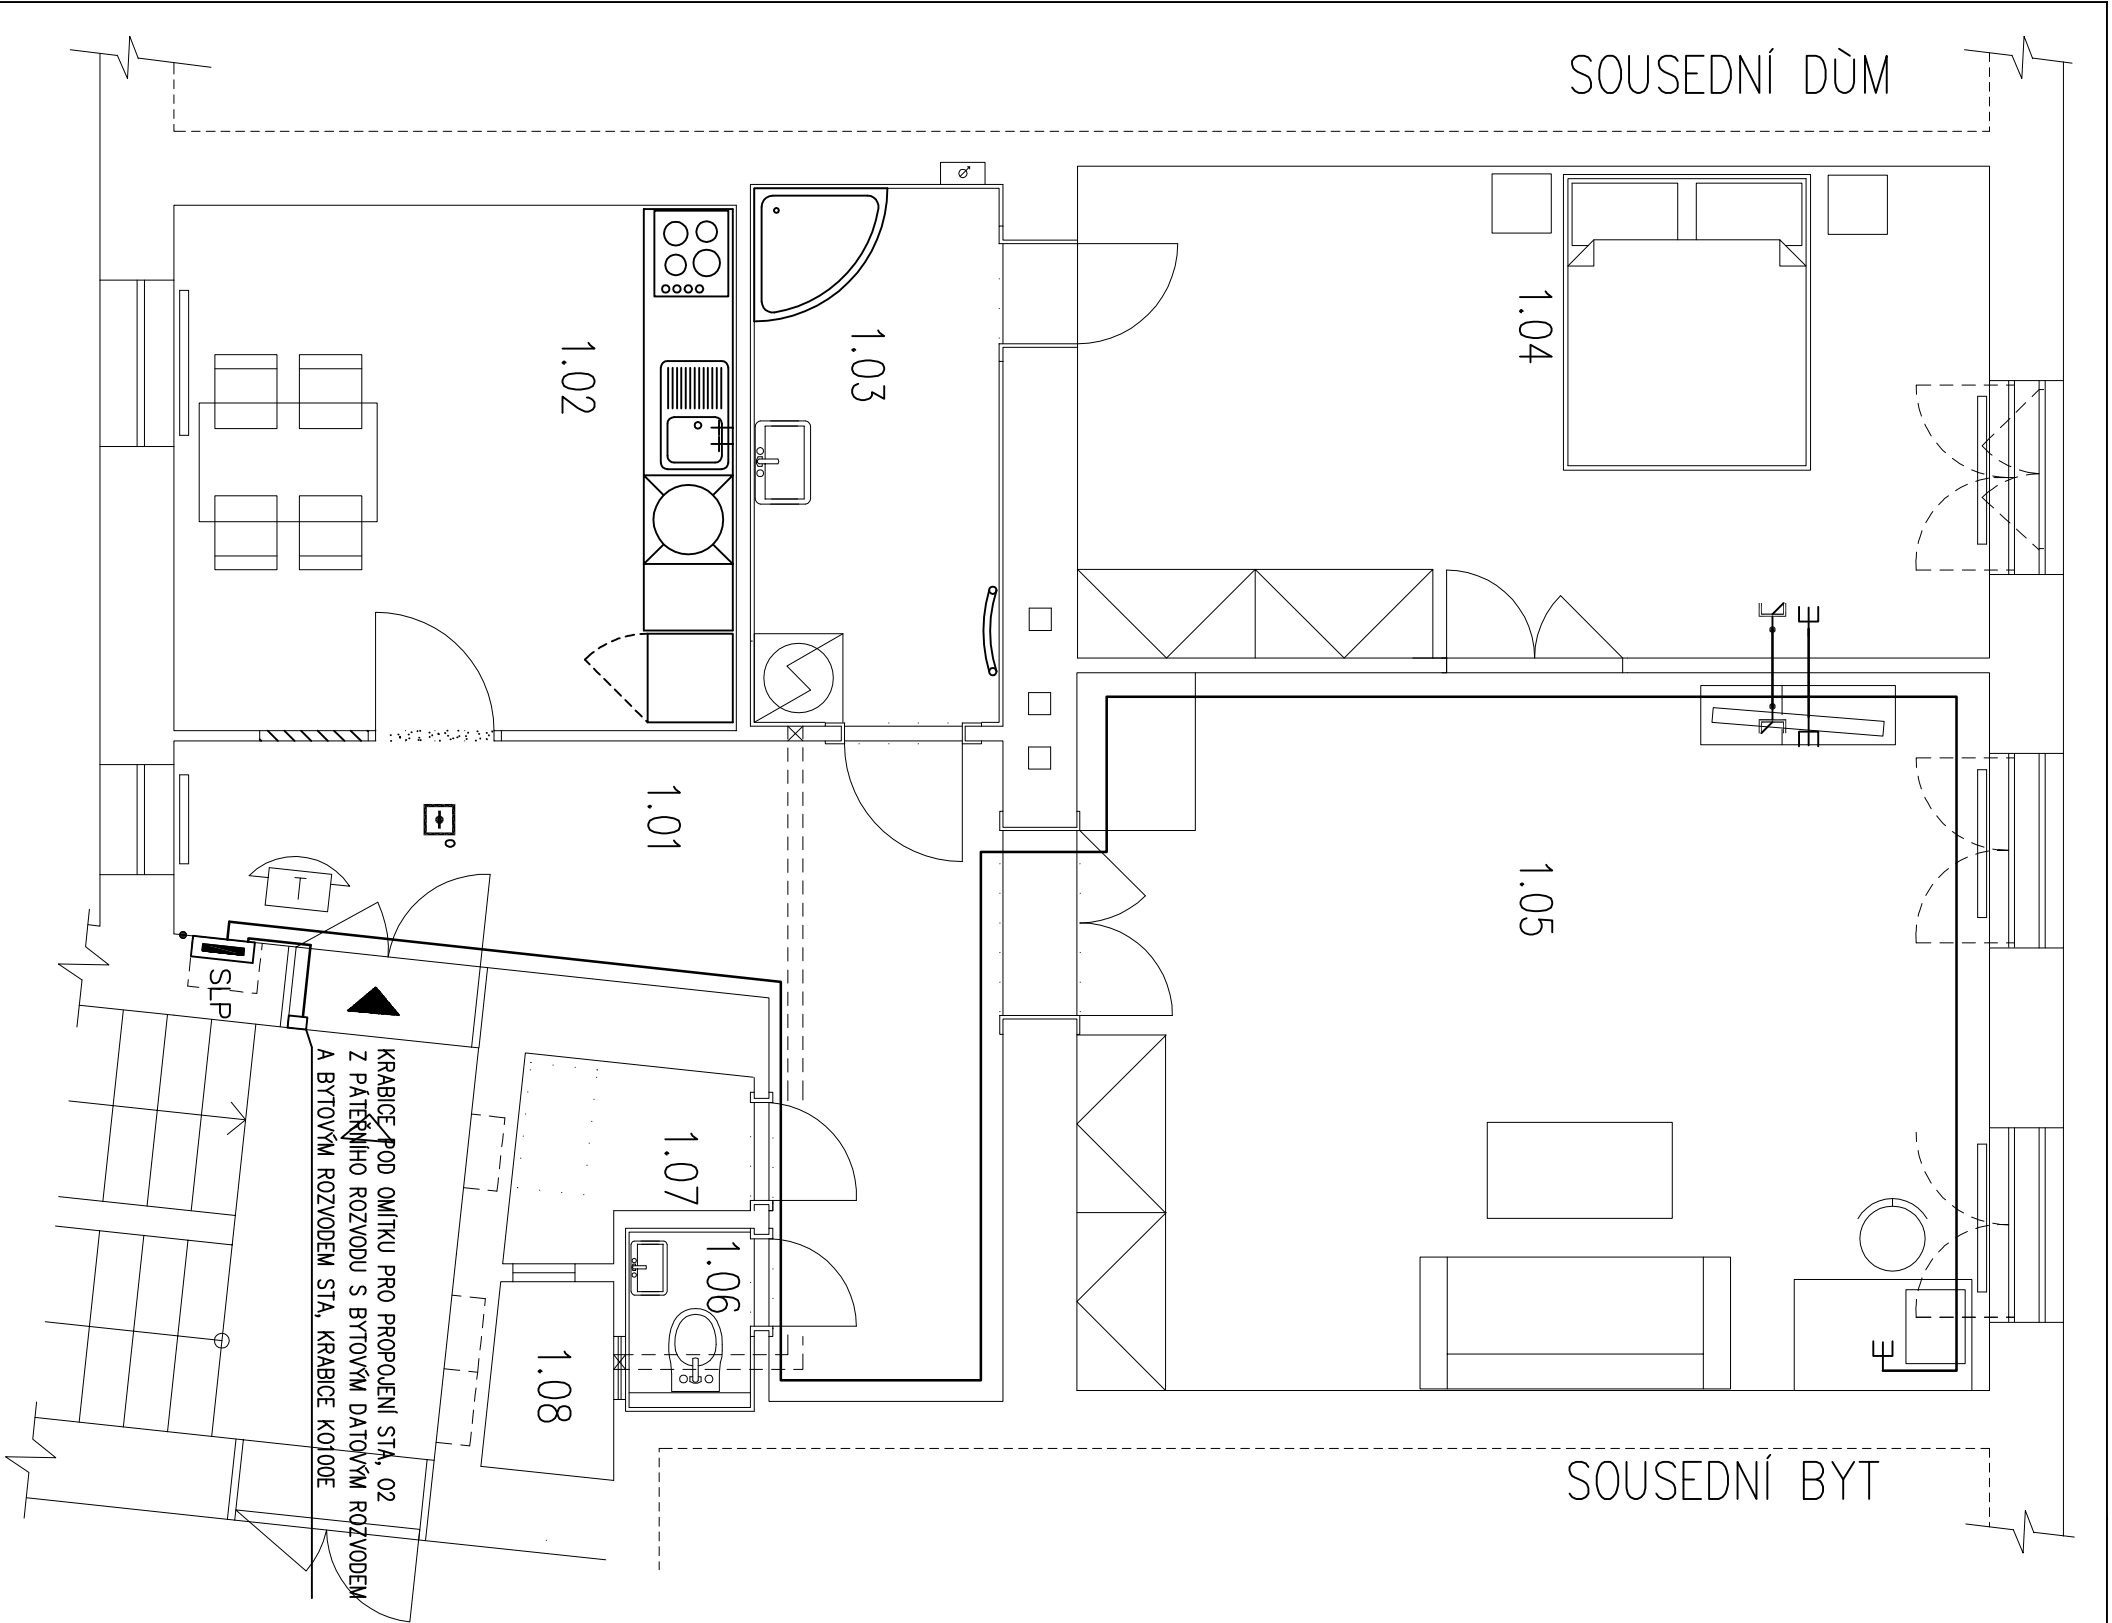 SOUSEDNÍ DÙM
1.04
1.02
1.03
1.01
1.05
SLP
KRABICE POD OMÍTKU PRO PROPOJENÍ STA, O2
Z PÁTEŘNÍHO ROZVODU S BYTOVÝM DATOVÝM ROZVODEM
A BYTOVÝM ROZVODEM STA, KRABICE KO100E
1.07
1.06
1.08
SOUSEDNÍ BYT